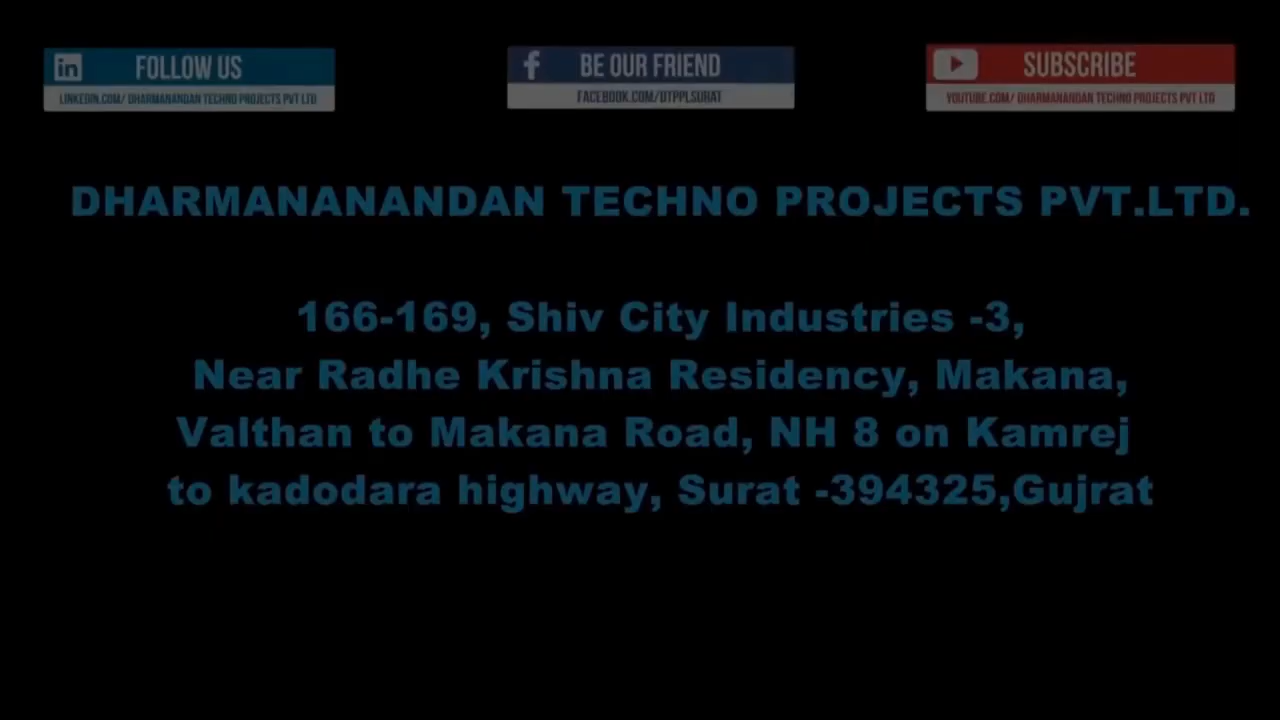 in FOLLOW US
LINKEDIN.COM/ DHARMANANDAN TECHNO PROJECTS PVT LTD
f BE OUR FRIEND
FACEBOOK.COM/DTPPLSURAT
SUBSCRIBE
YOUTUBE.COM/ DHARMANANDAN TECHNO PROJECTS PVT LTD
DHARMANANANDAN TECHNO PROJECTS PVT.LTD.
166-169, Shiv City Industries -3,
Near Radhe Krishna Residency, Makana,
Valthan to Makana Road, NH 8 on Kamrej
to kadodara highway, Surat -394325,Gujrat